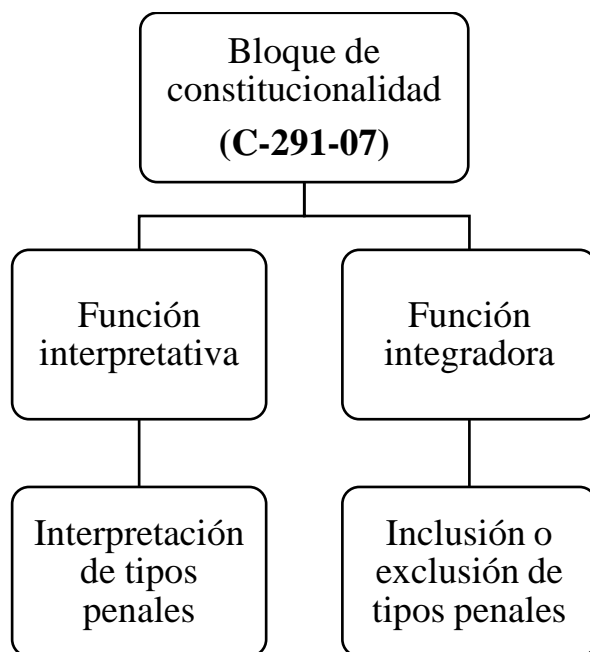 Bloque de
constitucionalidad
(C-291-07)
Función
interpretativa
Función
integradora
Interpretación
de tipos
penales
Inclusión o
exclusión de
tipos penales